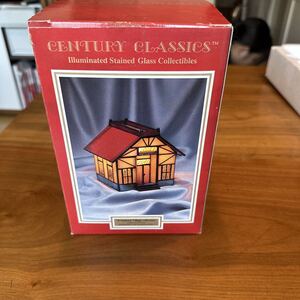 CENTURY CLASSICS™
Illuminated Stained Glass Collectibles